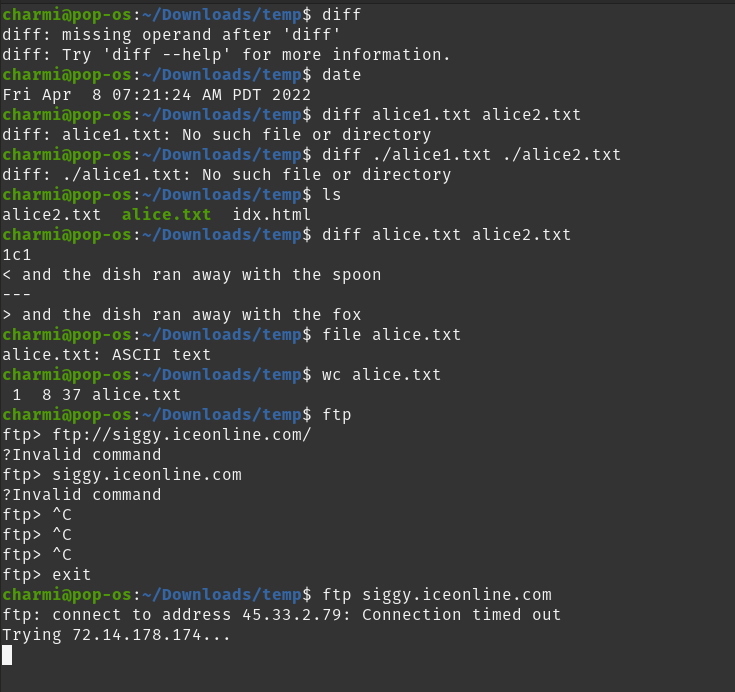 charmi@pop-os:~/Downloads/temp$ diff
diff: missing operand after 'diff'
diff: Try 'diff --help' for more information.
charmi@pop-os:~/Downloads/temp$ date
Fri Apr  8 07:21:24 AM PDT 2022
charmi@pop-os:~/Downloads/temp$ diff alice1.txt alice2.txt
diff: alice1.txt: No such file or directory
charmi@pop-os:~/Downloads/temp$ diff ./alice1.txt ./alice2.txt
diff: ./alice1.txt: No such file or directory
charmi@pop-os:~/Downloads/temp$ ls
alice2.txt  alice.txt  idx.html
charmi@pop-os:~/Downloads/temp$ diff alice.txt alice2.txt
1c1
< and the dish ran away with the spoon
---
> and the dish ran away with the fox
charmi@pop-os:~/Downloads/temp$ file alice.txt
alice.txt: ASCII text
charmi@pop-os:~/Downloads/temp$ wc alice.txt
 1  8 37 alice.txt
charmi@pop-os:~/Downloads/temp$ ftp
ftp> ftp://siggy.iceonline.com/
?Invalid command
ftp> siggy.iceonline.com
?Invalid command
ftp> ^C
ftp> ^C
ftp> ^C
ftp> exit
charmi@pop-os:~/Downloads/temp$ ftp siggy.iceonline.com
ftp: connect to address 45.33.2.79: Connection timed out
Trying 72.14.178.174...